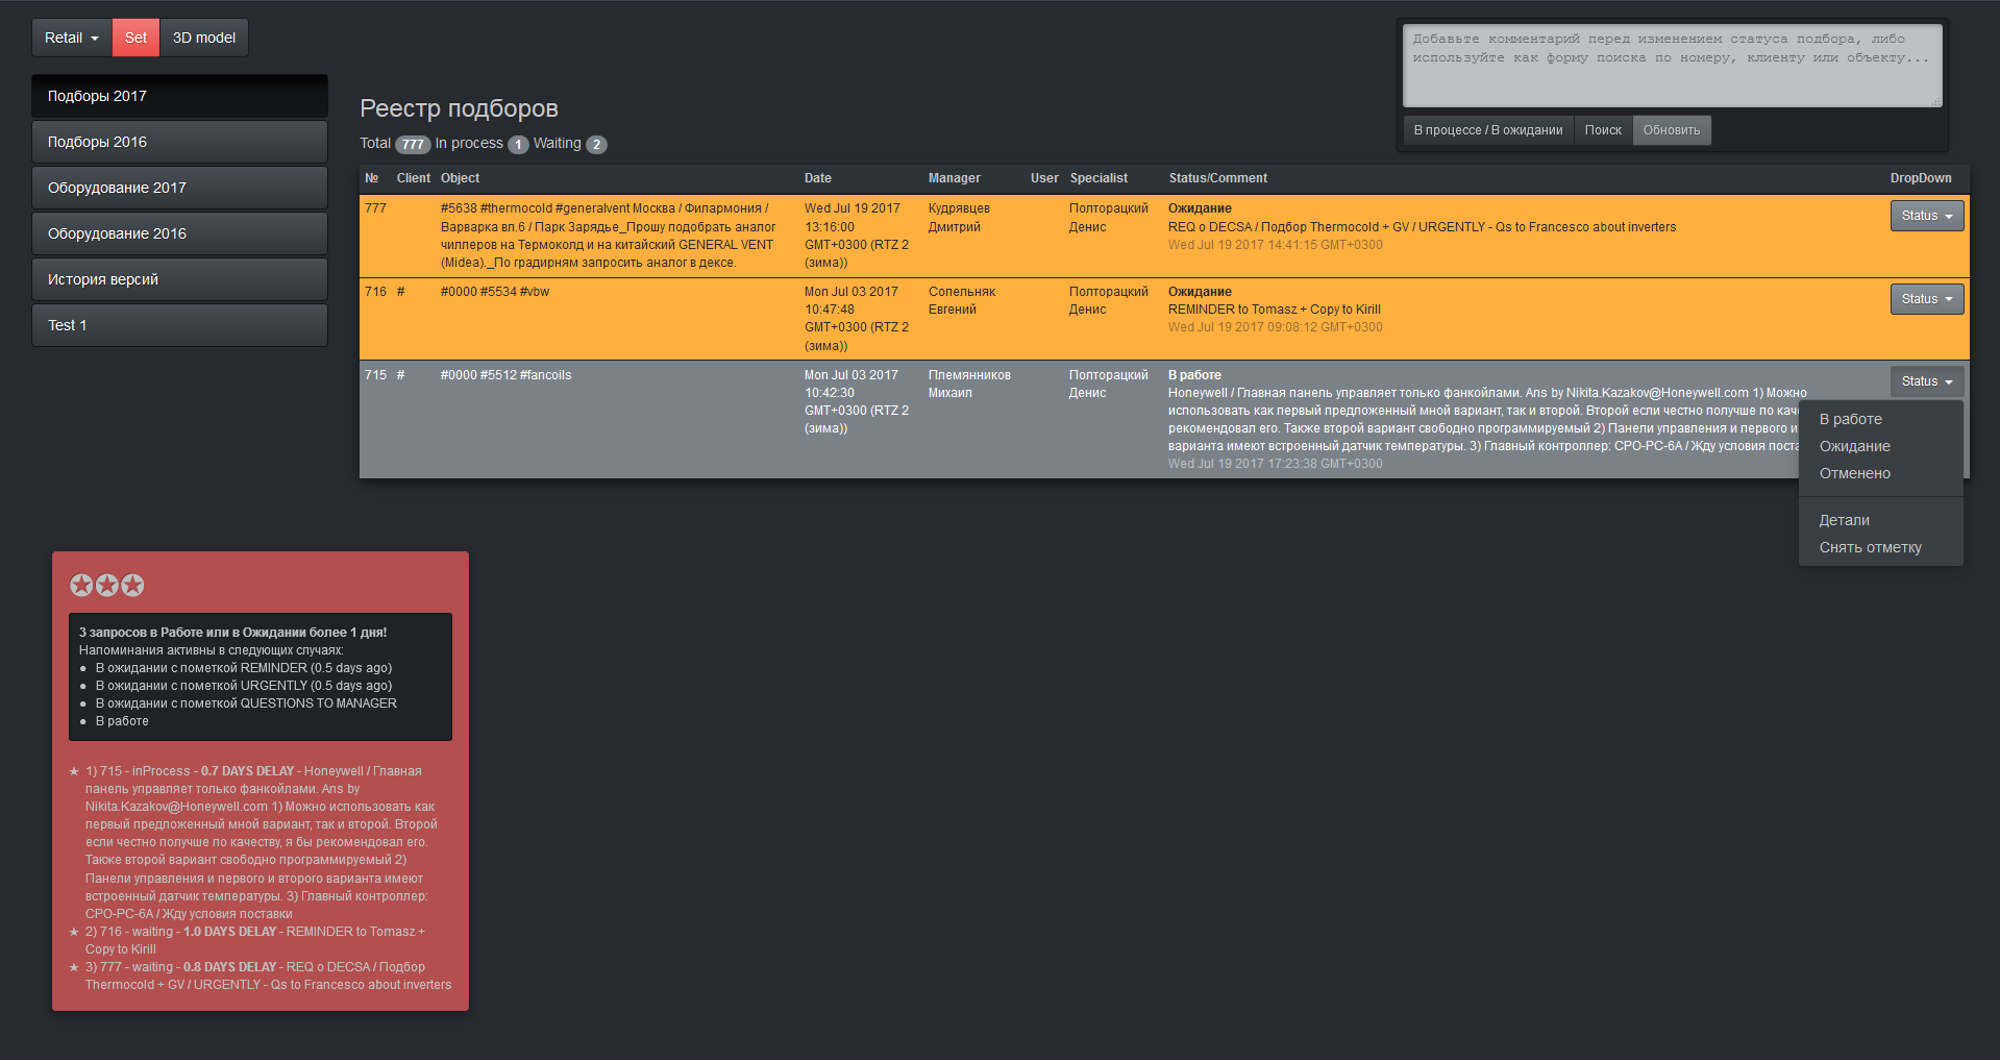 Retail Set 3D model
Добавьте комментарий перед изменением статуса подбора, либо
используйте как форму поиска по номеру, клиенту или объекту...
В процессе / В ожидании Поиск Обновить
Подборы 2017
Подборы 2016
Оборудование 2017
Оборудование 2016
История версий
Test 1
Реестр подборов
Total 777 In process 1 Waiting 2
№ Client Object Date Manager User Specialist Status/Comment DropDown
777
#5638 #thermocold #generalvent Москва / Филармония /
Варварка вл.6 / Парк Зарядье_Прошу подобрать аналог
чиллеров на Термоколд и на китайский GENERAL VENT
(Midea)._По градирням запросить аналог в дексе.
Wed Jul 19 2017
13:16:00
GMT+0300 (RTZ 2
(зима))
Кудрявцев
Дмитрий
Полторацкий
Денис
Ожидание
REQ о DECSA / Подбор Thermocold + GV / URGENTLY - Qs to Francesco about inverters
Wed Jul 19 2017 14:41:15 GMT+0300
Status
716 # #0000 #5534 #vbw
Mon Jul 03 2017
10:47:48
GMT+0300 (RTZ 2
(зима))
Сопельняк
Евгений
Полторацкий
Денис
Ожидание
REMINDER to Tomasz + Copy to Kirill
Wed Jul 19 2017 09:08:12 GMT+0300
Status
715 # #0000 #5512 #fancoils
Mon Jul 03 2017
10:42:30
GMT+0300 (RTZ 2
(зима))
Племянников
Михаил
Полторацкий
Денис
В работе
Honeywell / Главная панель управляет только фанкойлами. Ans by Nikita.Kazakov@Honeywell.com 1) Можно
использовать как первый предложенный мной вариант, так и второй. Второй если честно получше по каче
рекомендовал его. Также второй вариант свободно программируемый 2) Панели управления и первого и
варианта имеют встроенный датчик температуры. 3) Главный контроллер: CPO-PC-6A / Жду условия поста
Wed Jul 19 2017 17:23:38 GMT+0300
Status
В работе
Ожидание
Отменено
Детали
Снять отметку
3 запросов в Работе или в Ожидании более 1 дня!
Напоминания активны в следующих случаях:
● В ожидании с пометкой REMINDER (0.5 days ago)
● В ожидании с пометкой URGENTLY (0.5 days ago)
● В ожидании с пометкой QUESTIONS TO MANAGER
● В работе
★ 1) 715 - inProcess - 0.7 DAYS DELAY - Honeywell / Главная
панель управляет только фанкойлами. Ans by
Nikita.Kazakov@Honeywell.com 1) Можно использовать как
первый предложенный мной вариант, так и второй. Второй
если честно получше по качеству, я бы рекомендовал его.
Также второй вариант свободно программируемый 2)
Панели управления и первого и второго варианта имеют
встроенный датчик температуры. 3) Главный контроллер:
CPO-PC-6A / Жду условия поставки
★ 2) 716 - waiting - 1.0 DAYS DELAY - REMINDER to Tomasz +
Copy to Kirill
★ 3) 777 - waiting - 0.8 DAYS DELAY - REQ о DECSA / Подбор
Thermocold + GV / URGENTLY - Qs to Francesco about inverters